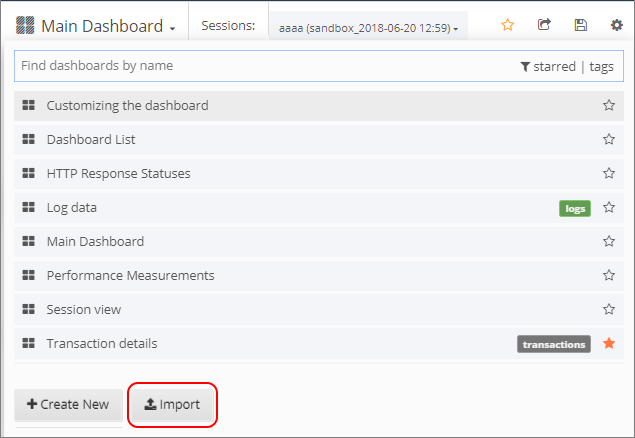 Main Dashboard Sessions: aaaa (sandbox_2018-06-20 12:59)
Find dashboards by name starred | tags
Customizing the dashboard
Dashboard List
HTTP Response Statuses
Log data logs
Main Dashboard
Performance Measurements
Session view
Transaction details transactions
Create New Import